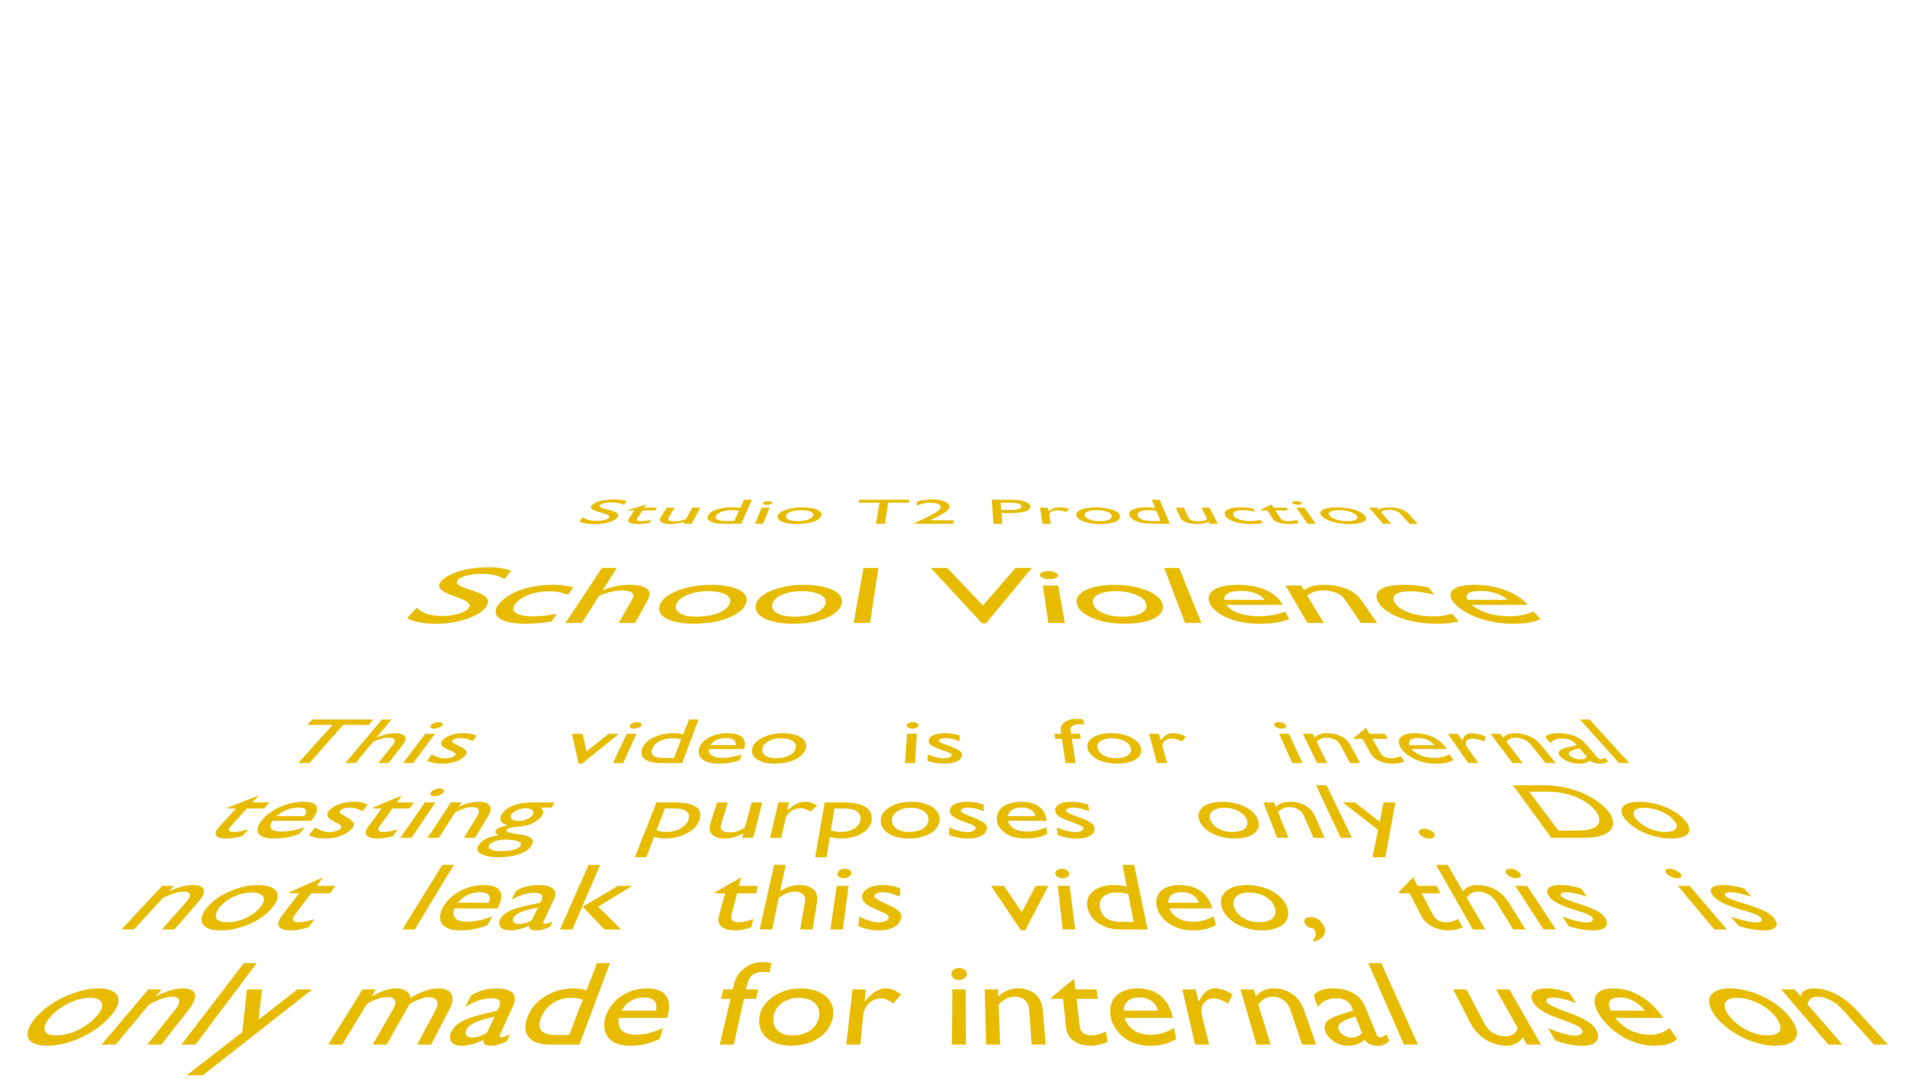 Studio T2 Production
School Violence
This video is for internal
testing purposes only. Do
not leak this video, this is
only made for internal use on